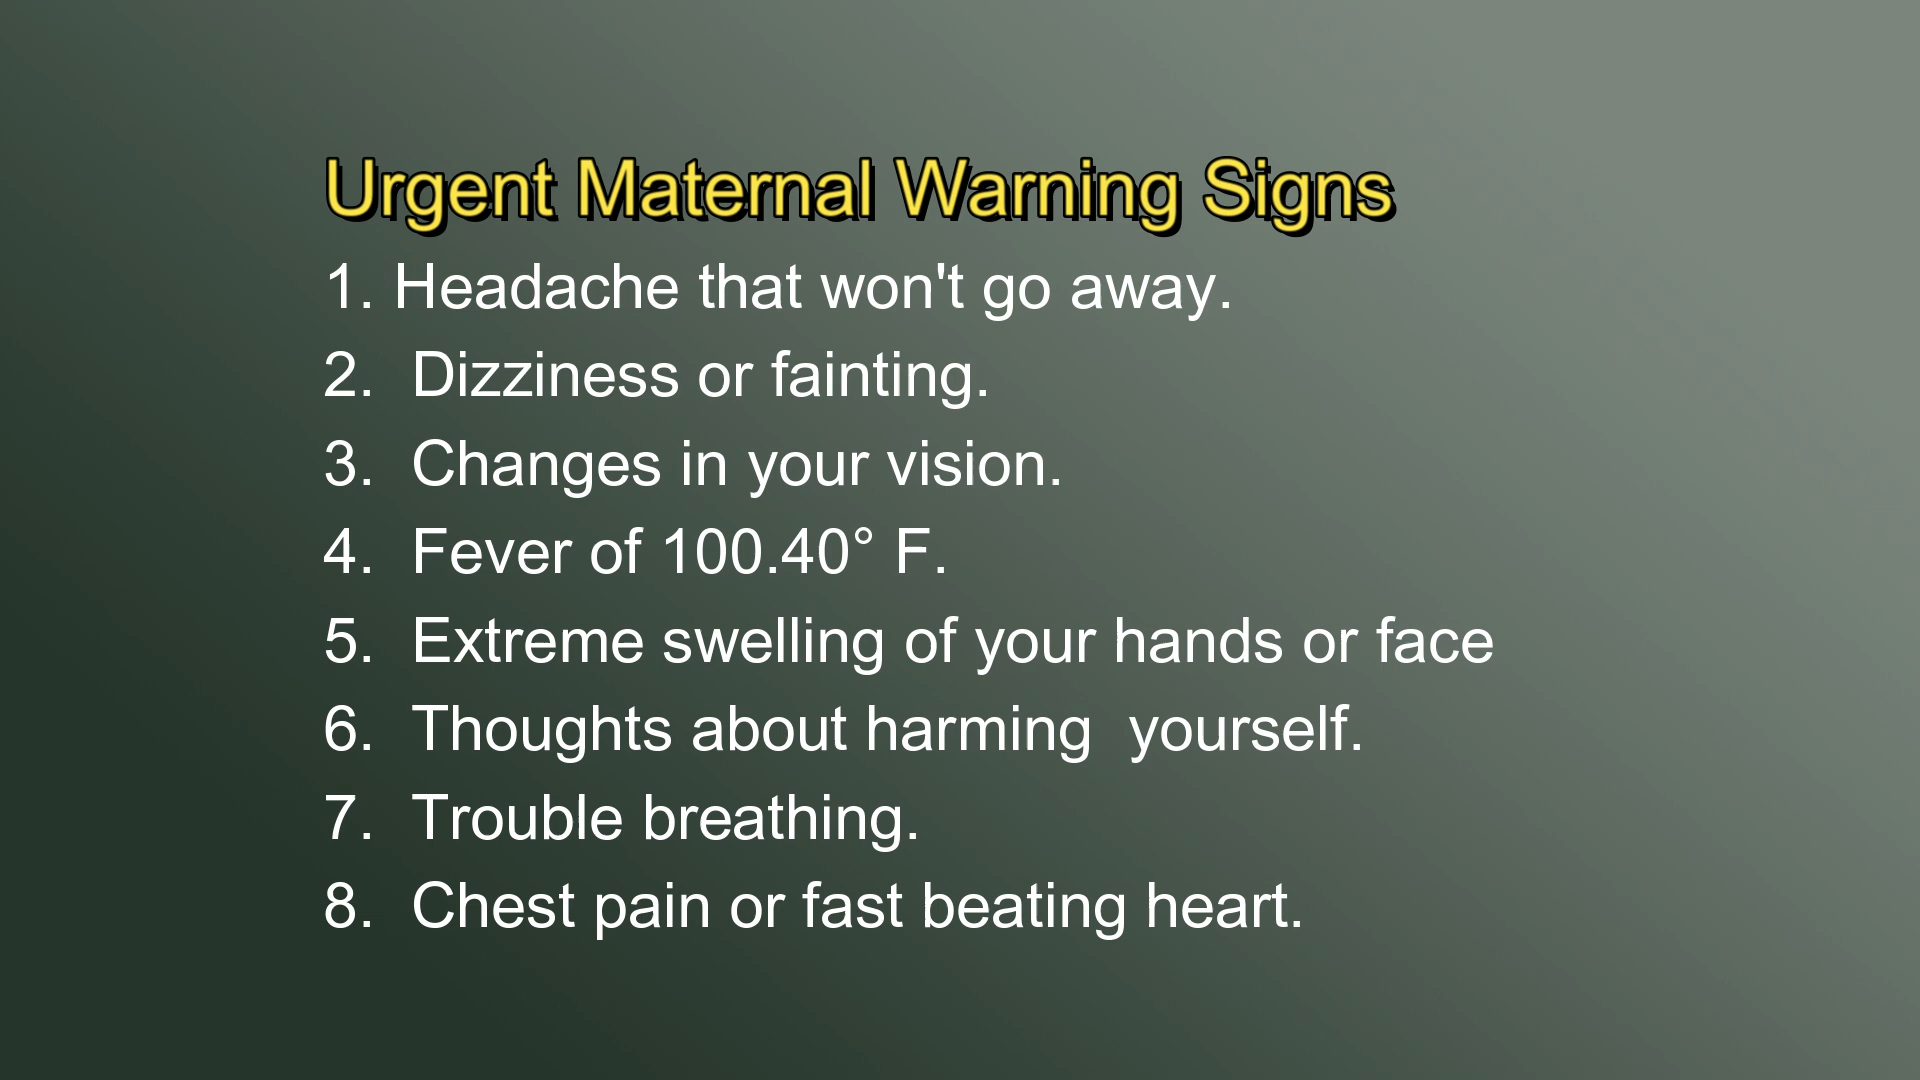 Urgent Maternal Warning Signs
1. Headache that won't go away.
2.  Dizziness or fainting.
3.  Changes in your vision.
4.  Fever of 100.40° F.
5.  Extreme swelling of your hands or face
6.  Thoughts about harming  yourself.
7.  Trouble breathing.
8.  Chest pain or fast beating heart.